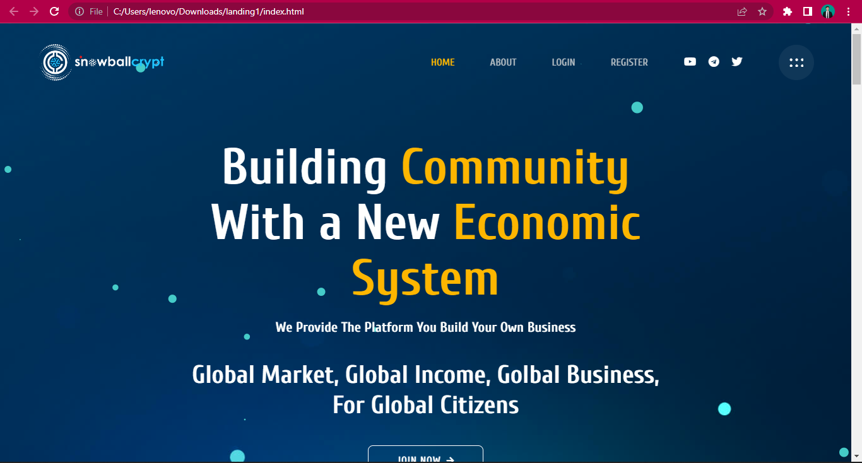 File | C:/Users/lenovo/Downloads/landing1/index.html
snowballcrypt HOME ABOUT LOGIN REGISTER
Building Community
With a New Economic
System
We Provide The Platform You Build Your Own Business
Global Market, Global Income, Golbal Business,
For Global Citizens
JOIN NOW →